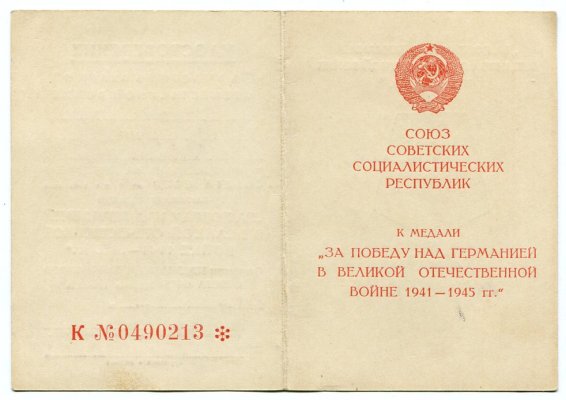 К №0490213 *
СОЮЗ
СОВЕТСКИХ
СОЦИАЛИСТИЧЕСКИХ
РЕСПУБЛИК
К МЕДАЛИ
„ЗА ПОБЕДУ НАД ГЕРМАНИЕЙ
В ВЕЛИКОЙ ОТЕЧЕСТВЕННОЙ
ВОЙНЕ 1941—1945 гг.“